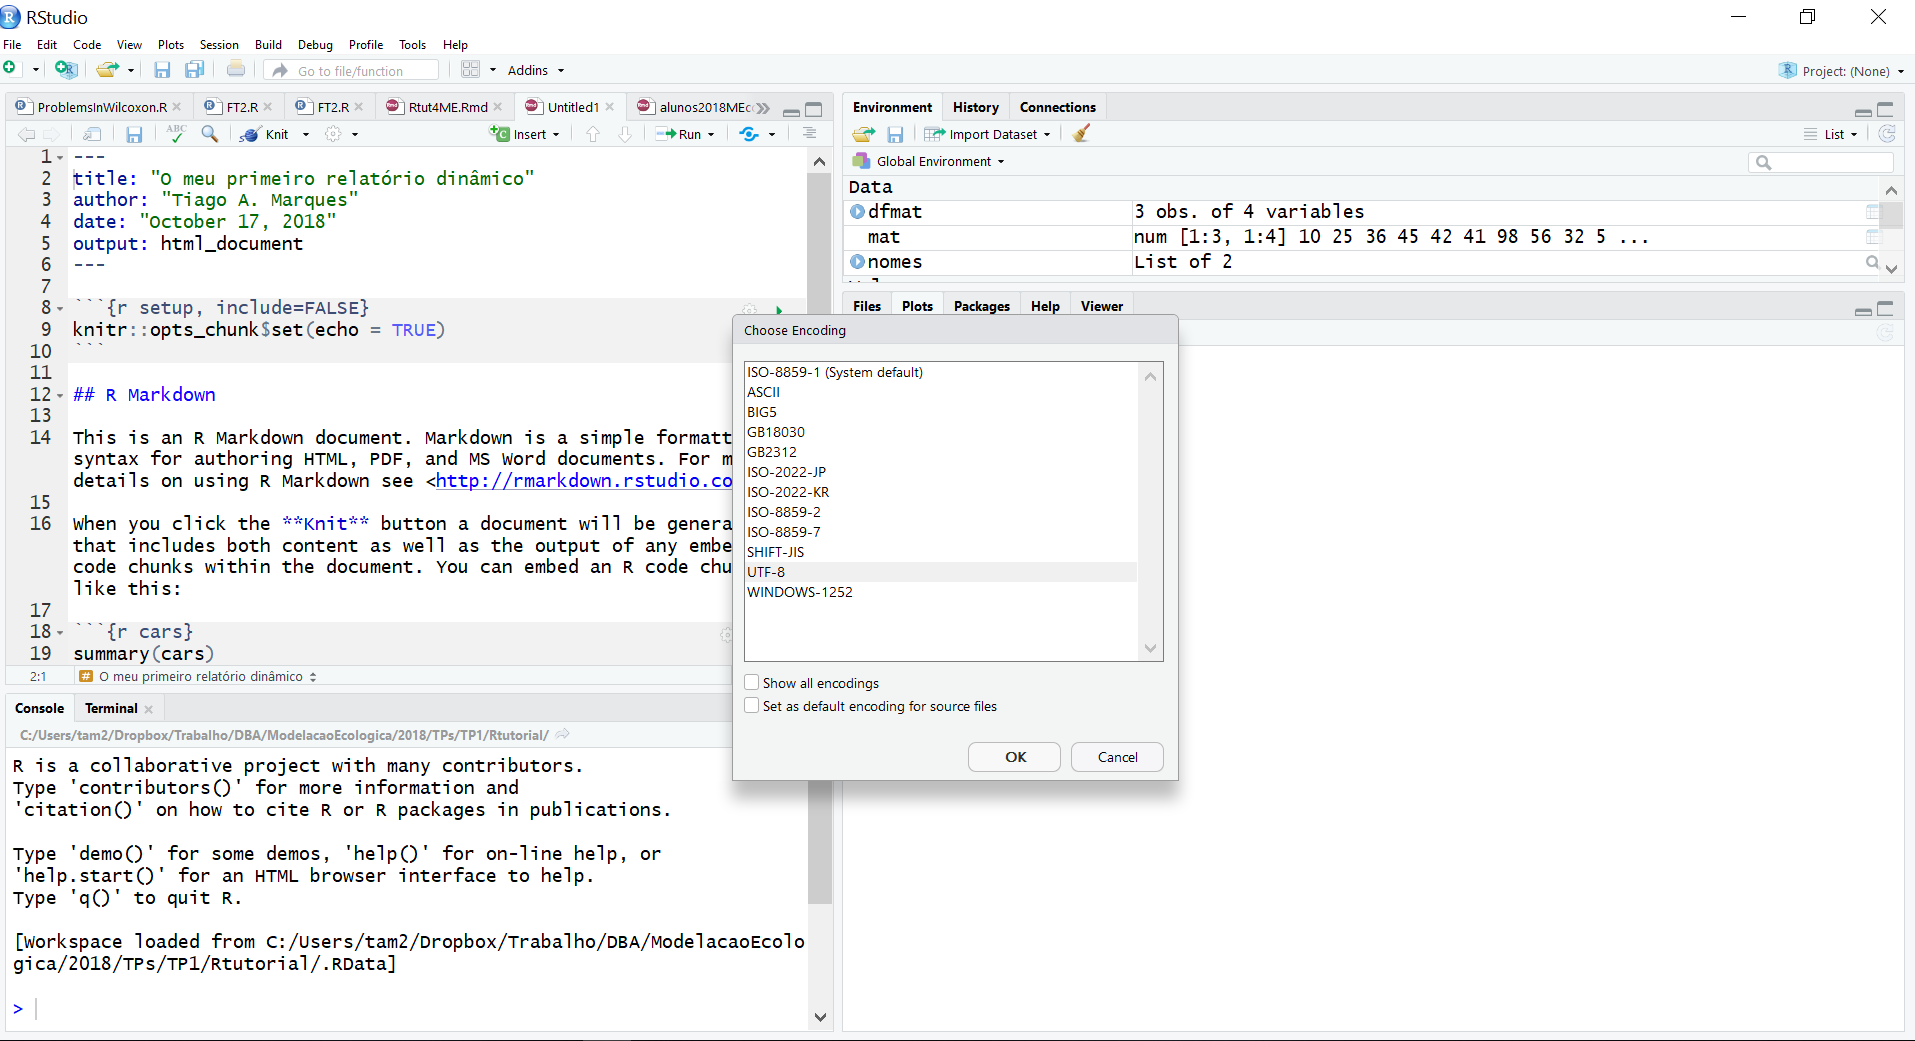 RStudio
File Edit Code View Plots Session Build Debug Profile Tools Help
Go to file/function Addins Project: (None)
ProblemsInWilcoxon.R FT2.R FT2.R Rtut4ME.Rmd Untitled1 alunos2018MEc
ABC Knit Insert Run
1 ---
2 title: "O meu primeiro relatório dinâmico"
3 author: "Tiago A. Marques"
4 date: "October 17, 2018"
5 output: html_document
6 ---
7
8 ```{r setup, include=FALSE}
9 knitr::opts_chunk$set(echo = TRUE)
10 ```
11
12 ## R Markdown
13
14 This is an R Markdown document. Markdown is a simple formatt
syntax for authoring HTML, PDF, and MS Word documents. For m
details on using R Markdown see <http://rmarkdown.rstudio.co
15
16 When you click the **Knit** button a document will be genera
that includes both content as well as the output of any embe
code chunks within the document. You can embed an R code chu
like this:
17
18 ```{r cars}
19 summary(cars)
2:1 # O meu primeiro relatório dinâmico
Console Terminal
C:/Users/tam2/Dropbox/Trabalho/DBA/ModelacaoEcologica/2018/TPs/TP1/Rtutorial/
R is a collaborative project with many contributors.
Type 'contributors()' for more information and
'citation()' on how to cite R or R packages in publications.
Type 'demo()' for some demos, 'help()' for on-line help, or
'help.start()' for an HTML browser interface to help.
Type 'q()' to quit R.
[Workspace loaded from C:/Users/tam2/Dropbox/Trabalho/DBA/ModelacaoEcolo
gica/2018/TPs/TP1/Rtutorial/.RData]
>
Environment History Connections
Import Dataset List
Global Environment
Data
dfmat 3 obs. of 4 variables
mat num [1:3, 1:4] 10 25 36 45 42 41 98 56 32 5 ...
nomes List of 2
Files Plots Packages Help Viewer
Choose Encoding
ISO-8859-1 (System default)
ASCII
BIG5
GB18030
GB2312
ISO-2022-JP
ISO-2022-KR
ISO-8859-2
ISO-8859-7
SHIFT-JIS
UTF-8
WINDOWS-1252
Show all encodings
Set as default encoding for source files
OK Cancel